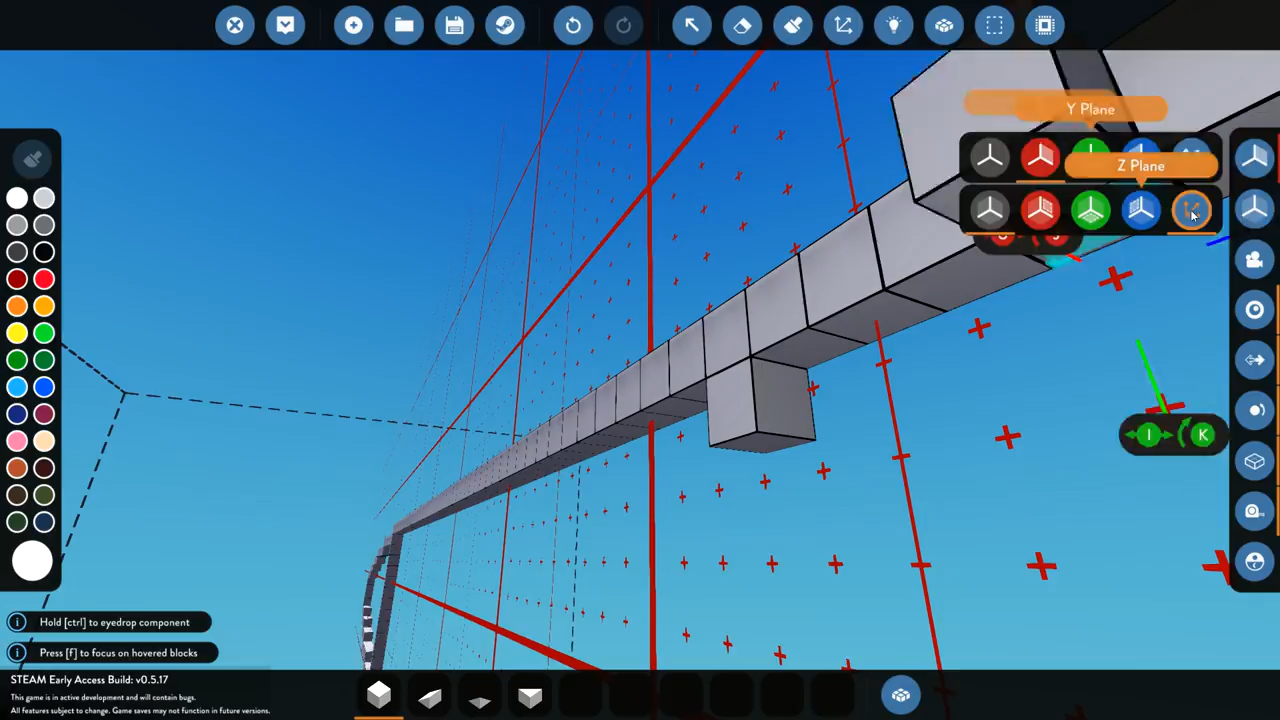 Y Plane
Z Plane
I
K
Hold [ctrl] to eyedrop component
Press [f] to focus on hovered blocks
STEAM Early Access Build: v0.5.17
This game is in active development and will contain bugs.
All features subject to change. Game saves may not function in future versions.